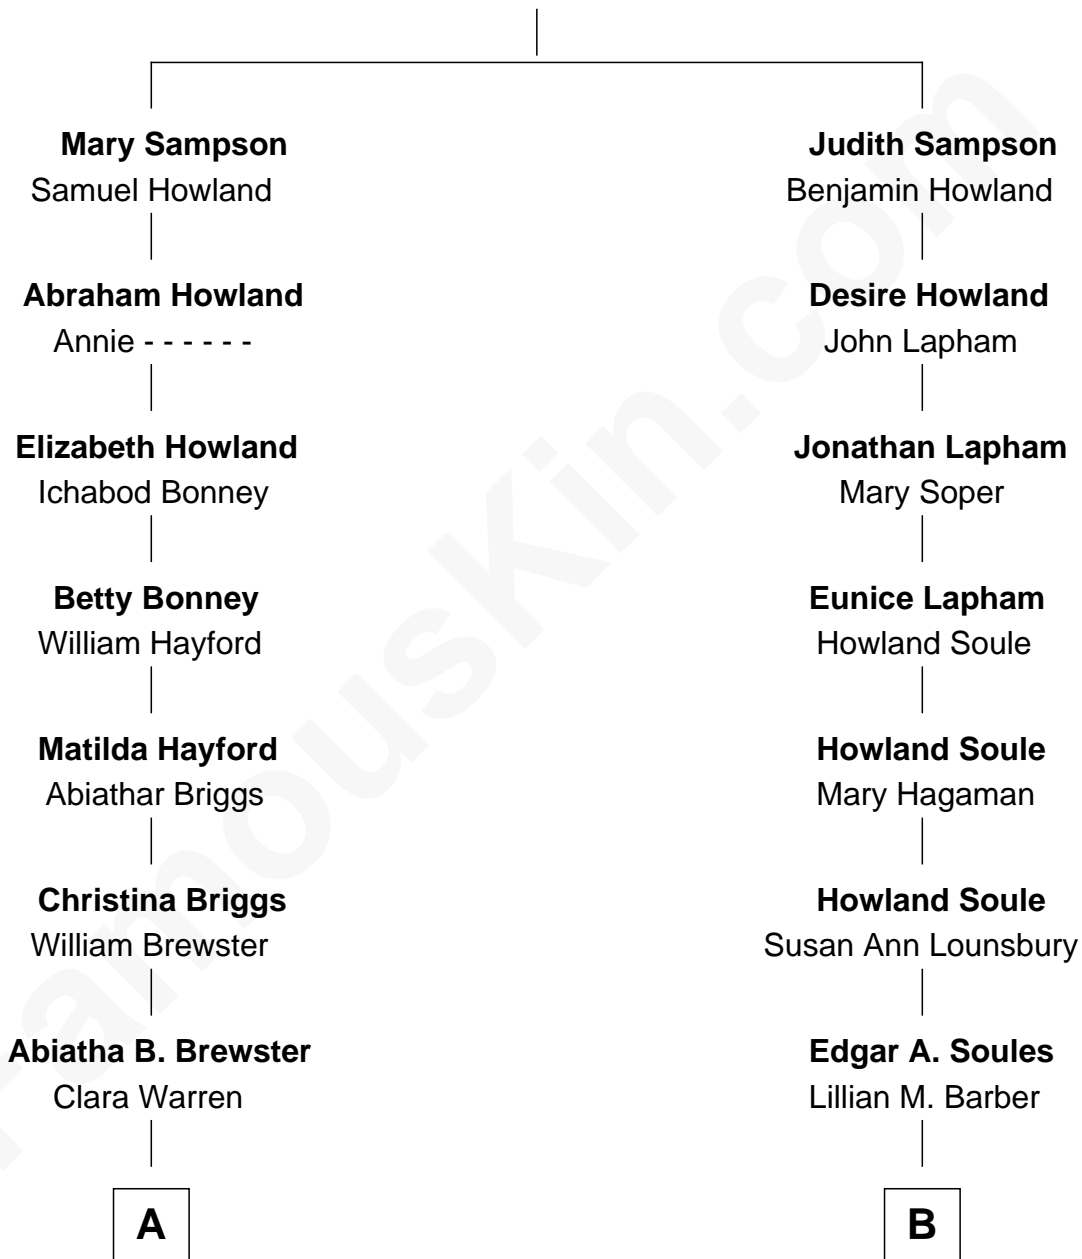 Mary Sampson
Samuel Howland
Abraham Howland
Annie - - - - - -
Elizabeth Howland
Ichabod Bonney
Betty Bonney
William Hayford
Matilda Hayford
Abiathar Briggs
Christina Briggs
William Brewster
Abiatha B. Brewster
Clara Warren
A
Judith Sampson
Benjamin Howland
Desire Howland
John Lapham
Jonathan Lapham
Mary Soper
Eunice Lapham
Howland Soule
Howland Soule
Mary Hagaman
Howland Soule
Susan Ann Lounsbury
Edgar A. Soules
Lillian M. Barber
B
FamousKin.com